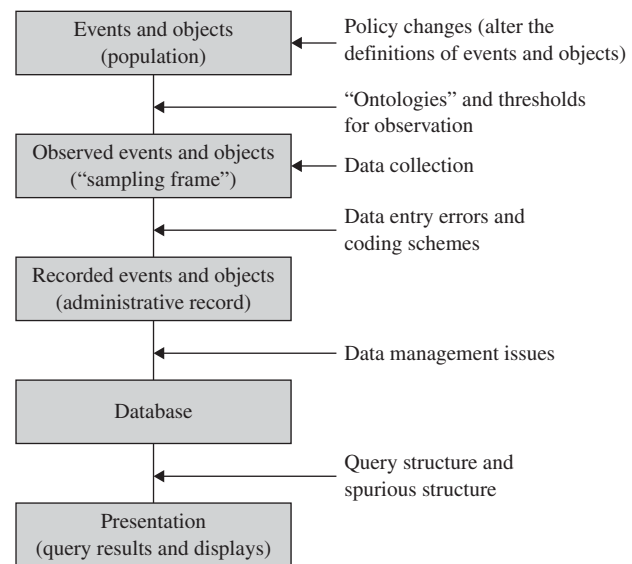 Events and objects
(population)
Policy changes (alter the
definitions of events and objects)
“Ontologies” and thresholds
for observation
Observed events and objects
(“sampling frame”)
Data collection
Data entry errors and
coding schemes
Recorded events and objects
(administrative record)
Data management issues
Database
Query structure and
spurious structure
Presentation
(query results and displays)